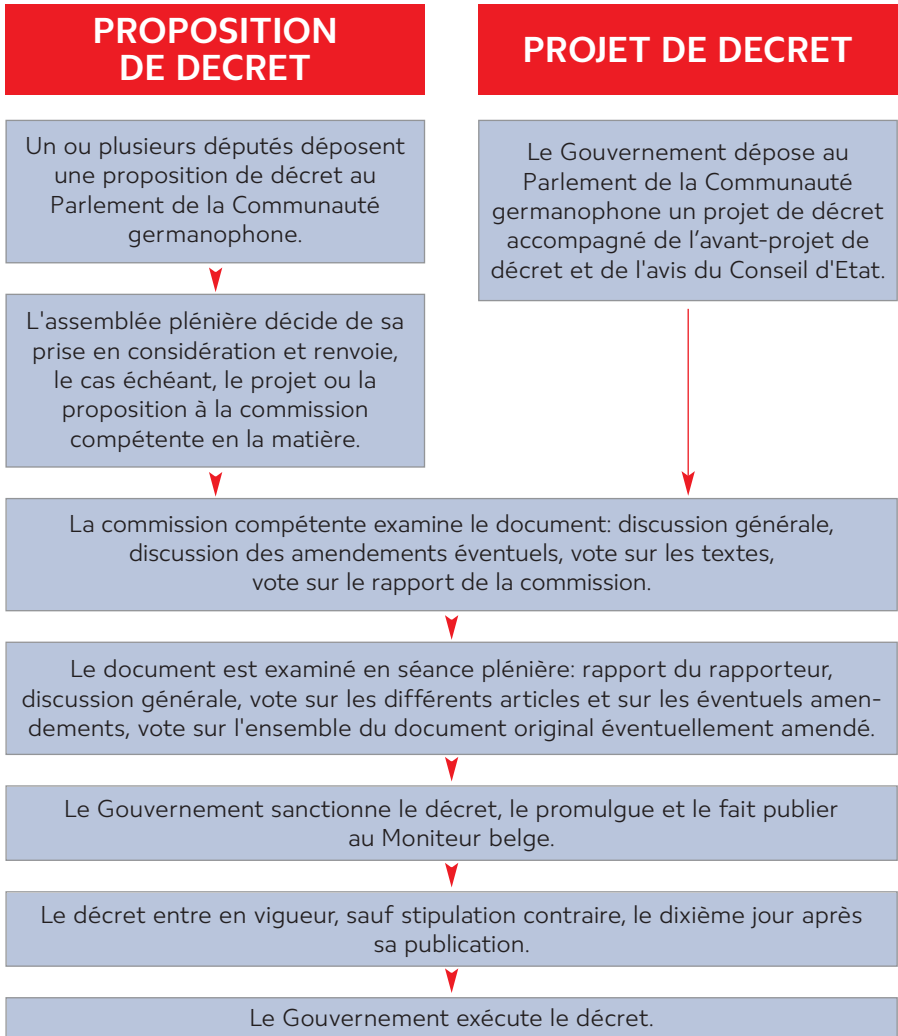 PROPOSITION
DE DECRET
PROJET DE DECRET
Un ou plusieurs députés déposent
une proposition de décret au
Parlement de la Communauté
germanophone.
Le Gouvernement dépose au
Parlement de la Communauté
germanophone un projet de décret
accompagné de l’avant-projet de
décret et de l'avis du Conseil d'Etat.
L'assemblée plénière décide de sa
prise en considération et renvoie,
le cas échéant, le projet ou la
proposition à la commission
compétente en la matière.
La commission compétente examine le document: discussion générale,
discussion des amendements éventuels, vote sur les textes,
vote sur le rapport de la commission.
Le document est examiné en séance plénière: rapport du rapporteur,
discussion générale, vote sur les différents articles et sur les éventuels amen-
dements, vote sur l'ensemble du document original éventuellement amendé.
Le Gouvernement sanctionne le décret, le promulgue et le fait publier
au Moniteur belge.
Le décret entre en vigueur, sauf stipulation contraire, le dixième jour après
sa publication.
Le Gouvernement exécute le décret.